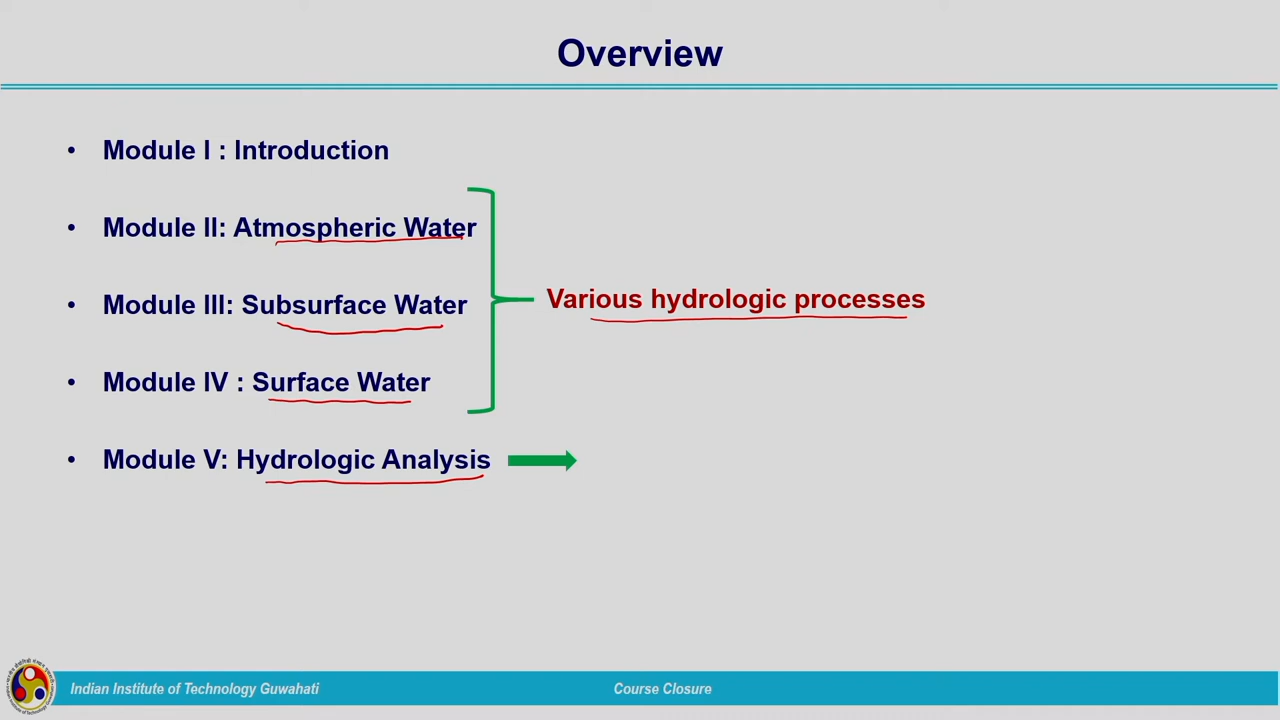 Overview
• Module I : Introduction
• Module II: Atmospheric Water
• Module III: Subsurface Water
Various hydrologic processes
• Module IV : Surface Water
• Module V: Hydrologic Analysis
Indian Institute of Technology Guwahati
Course Closure